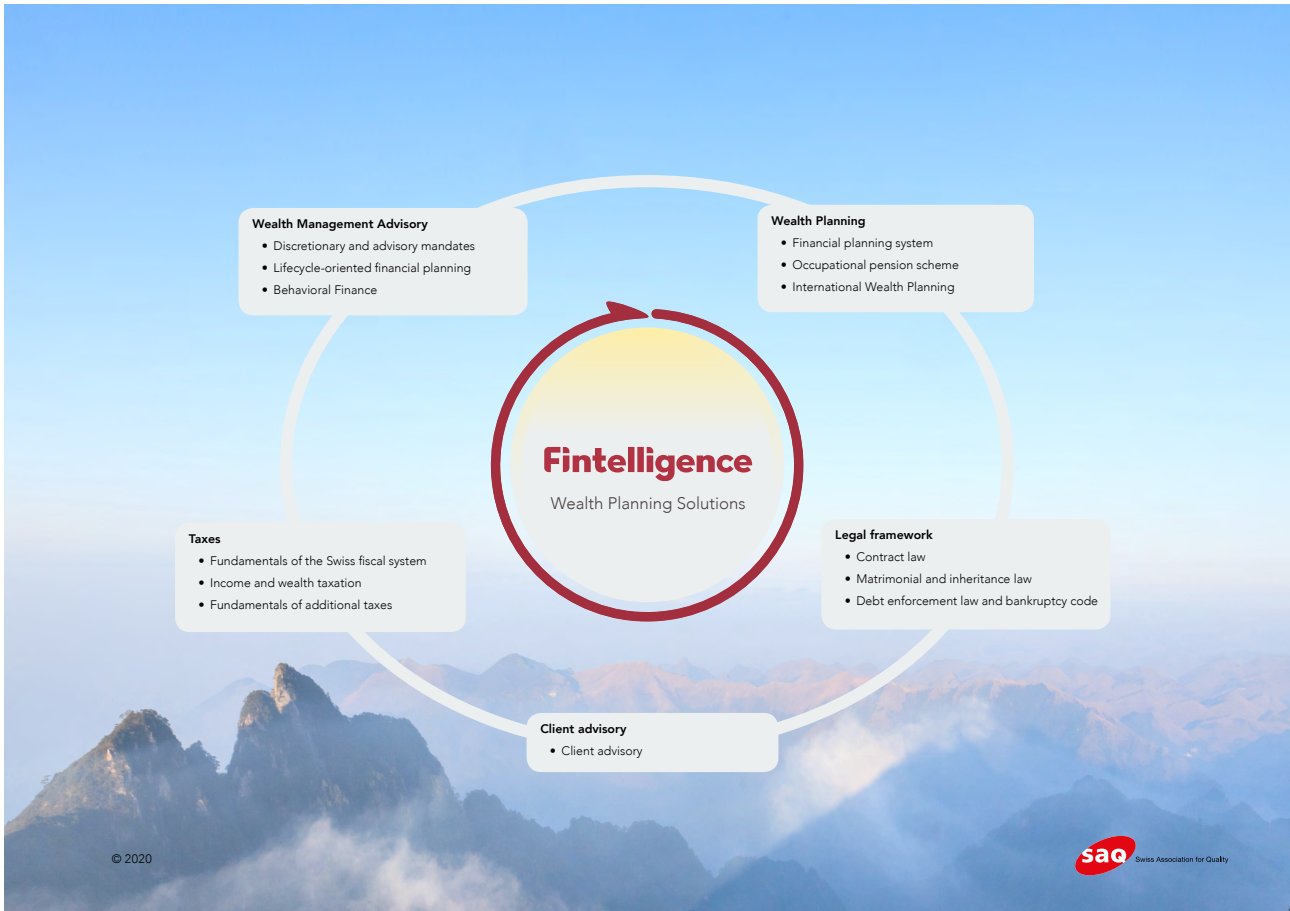 Wealth Management Advisory
• Discretionary and advisory mandates
• Lifecycle-oriented financial planning
• Behavioral Finance
Wealth Planning
• Financial planning system
• Occupational pension scheme
• International Wealth Planning
Fintelligence
Wealth Planning Solutions
Taxes
• Fundamentals of the Swiss fiscal system
• Income and wealth taxation
• Fundamentals of additional taxes
Legal framework
• Contract law
• Matrimonial and inheritance law
• Debt enforcement law and bankruptcy code
Client advisory
• Client advisory
© 2020
saq Swiss Association for Quality